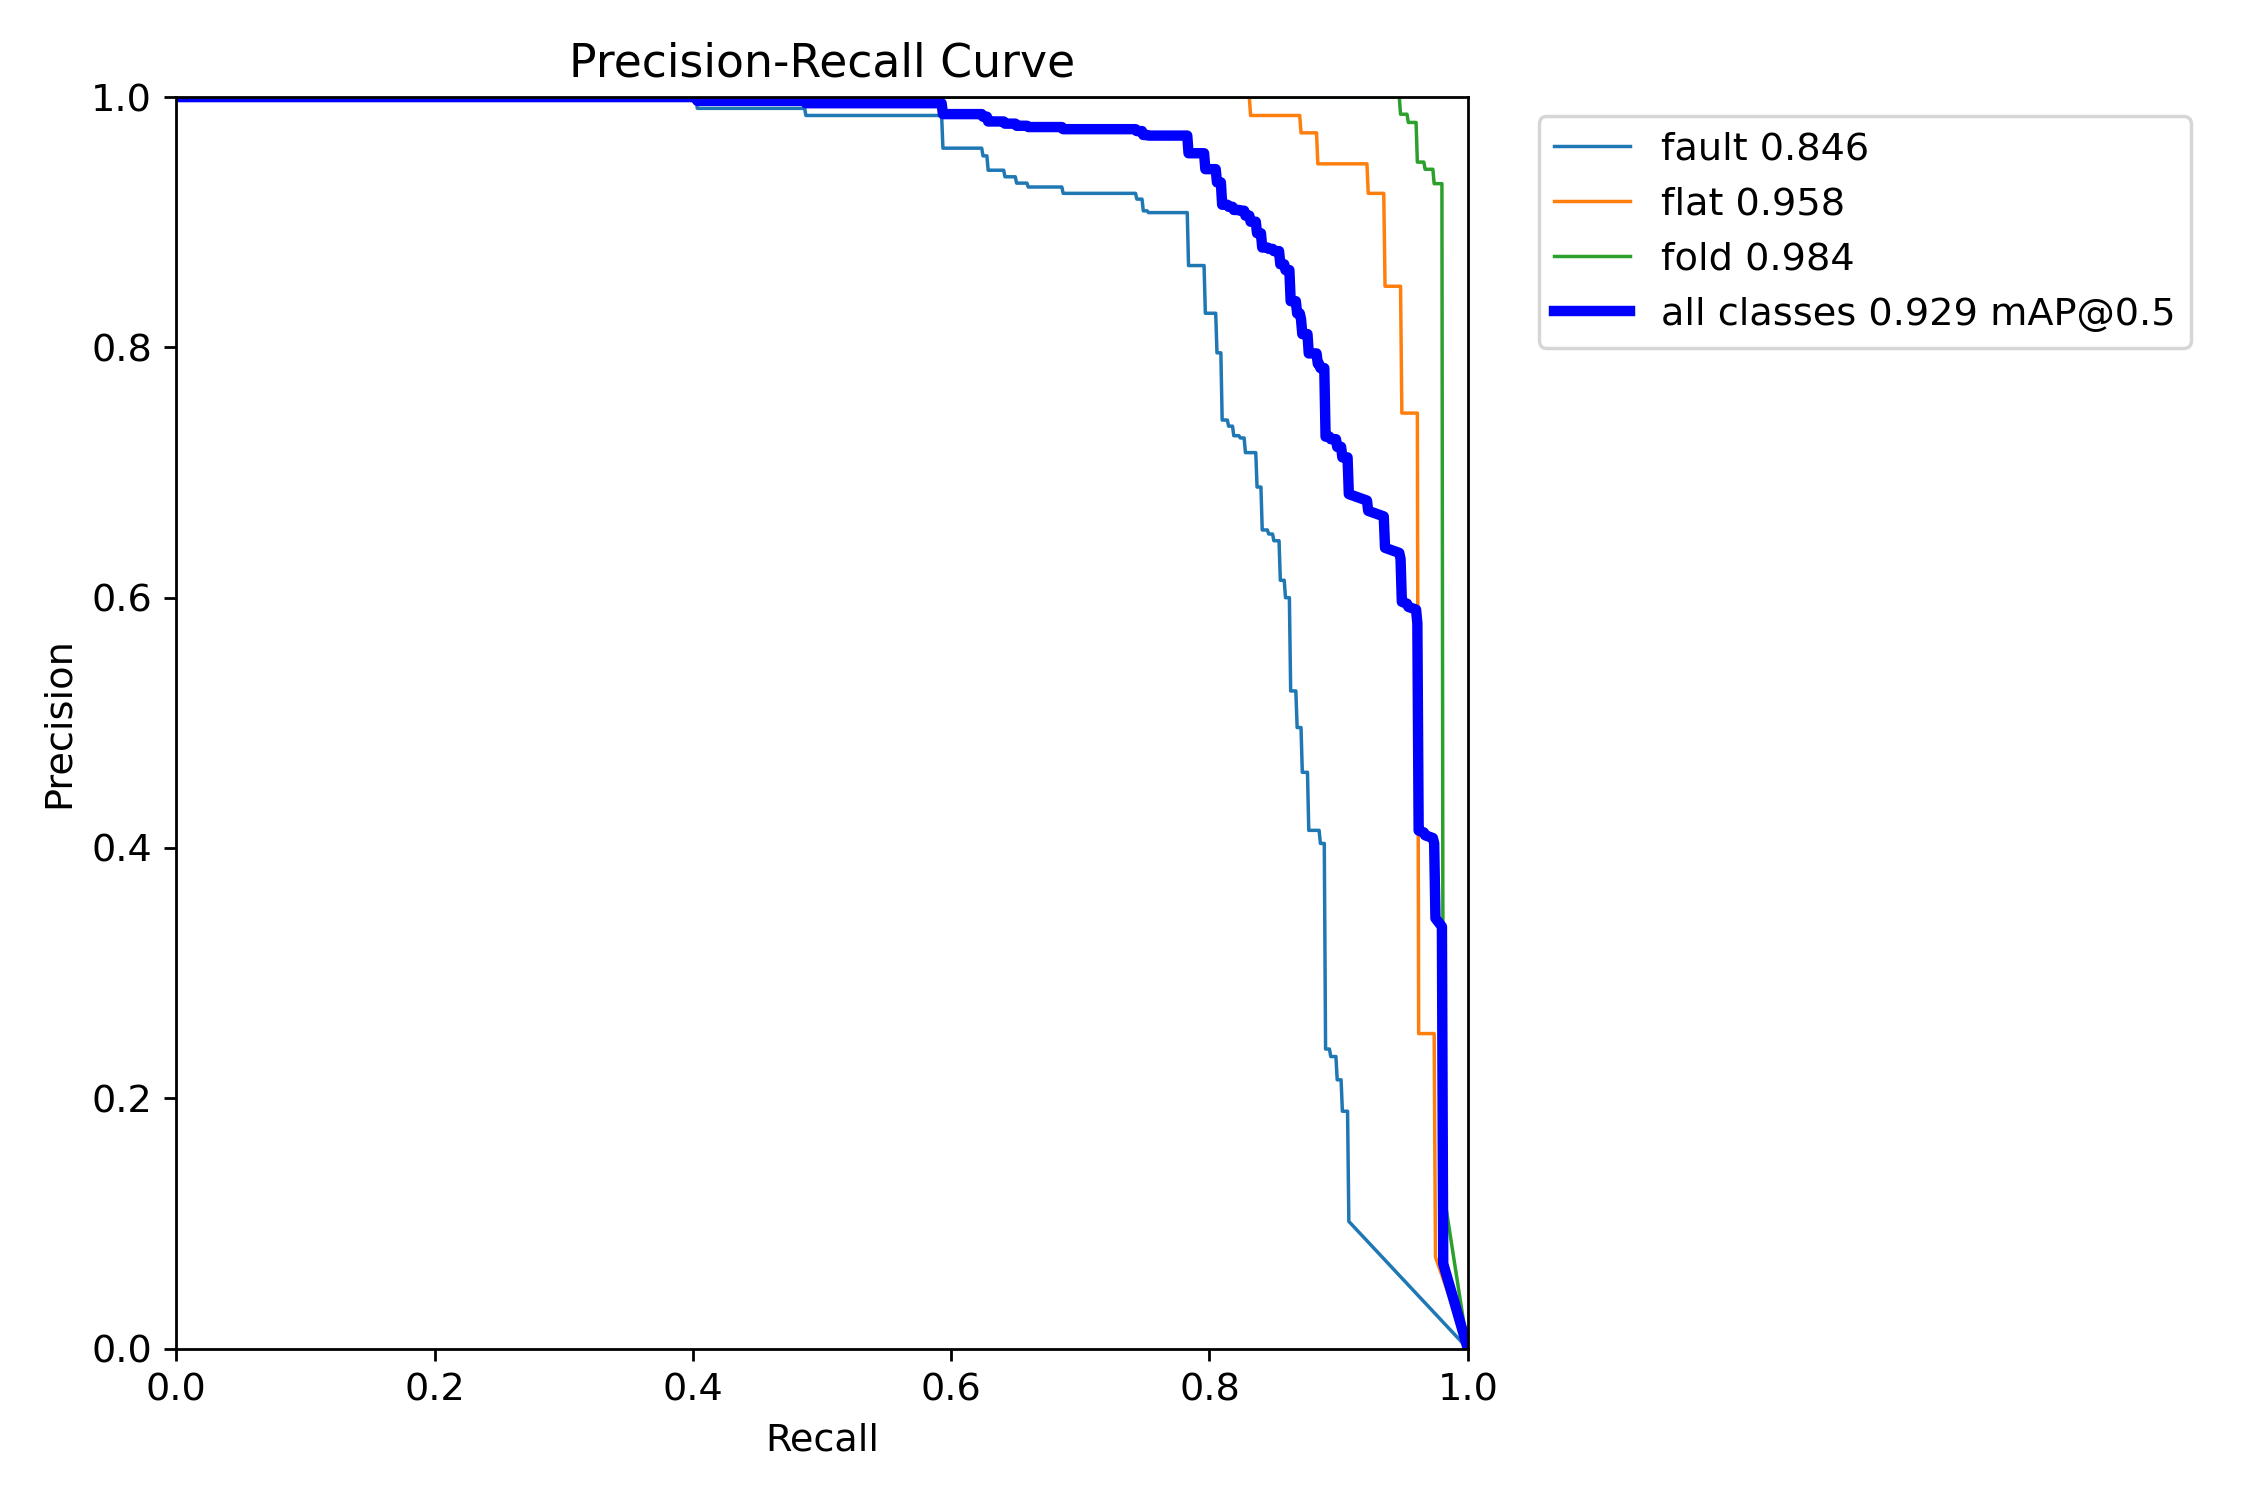 Precision-Recall Curve
1.0
0.8
0.6
0.4
0.2
0.0
Precision
0.0 0.2 0.4 0.6 0.8 1.0
Recall
fault 0.846
flat 0.958
fold 0.984
all classes 0.929 mAP@0.5